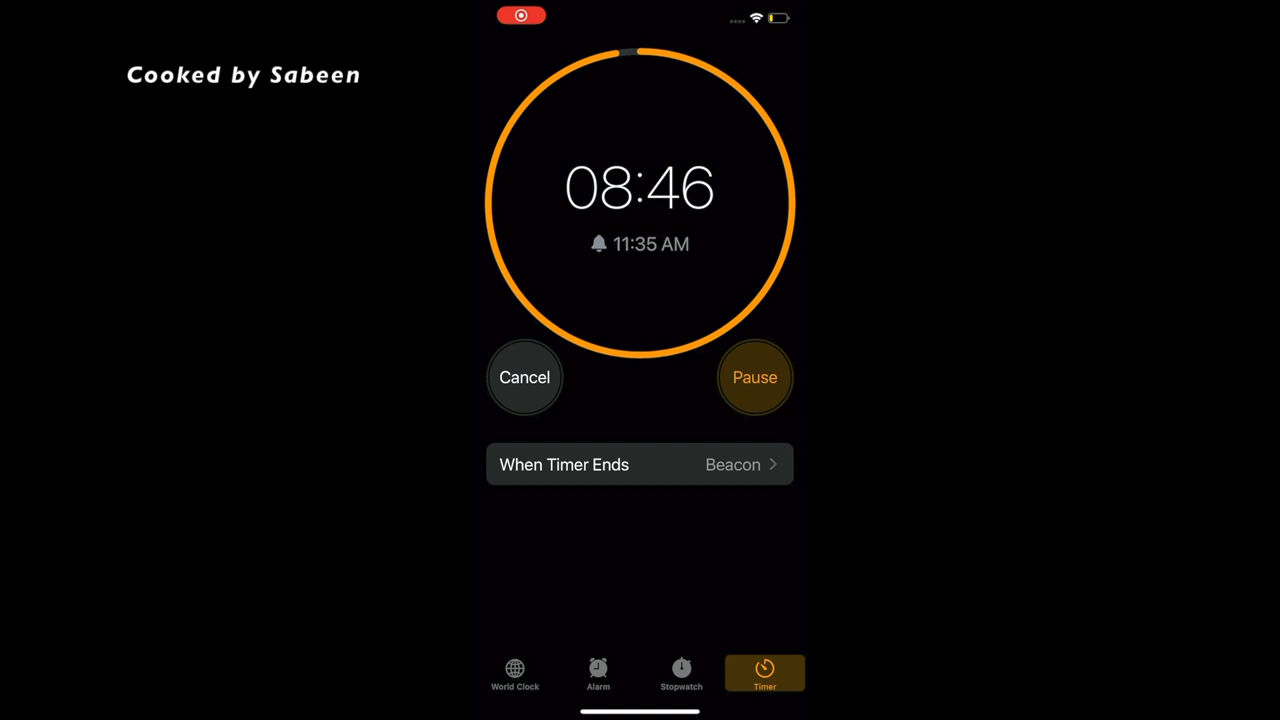 Cooked by Sabeen
08:46
11:35 AM
Cancel
Pause
When Timer Ends
Beacon
World Clock
Alarm
Stopwatch
Timer